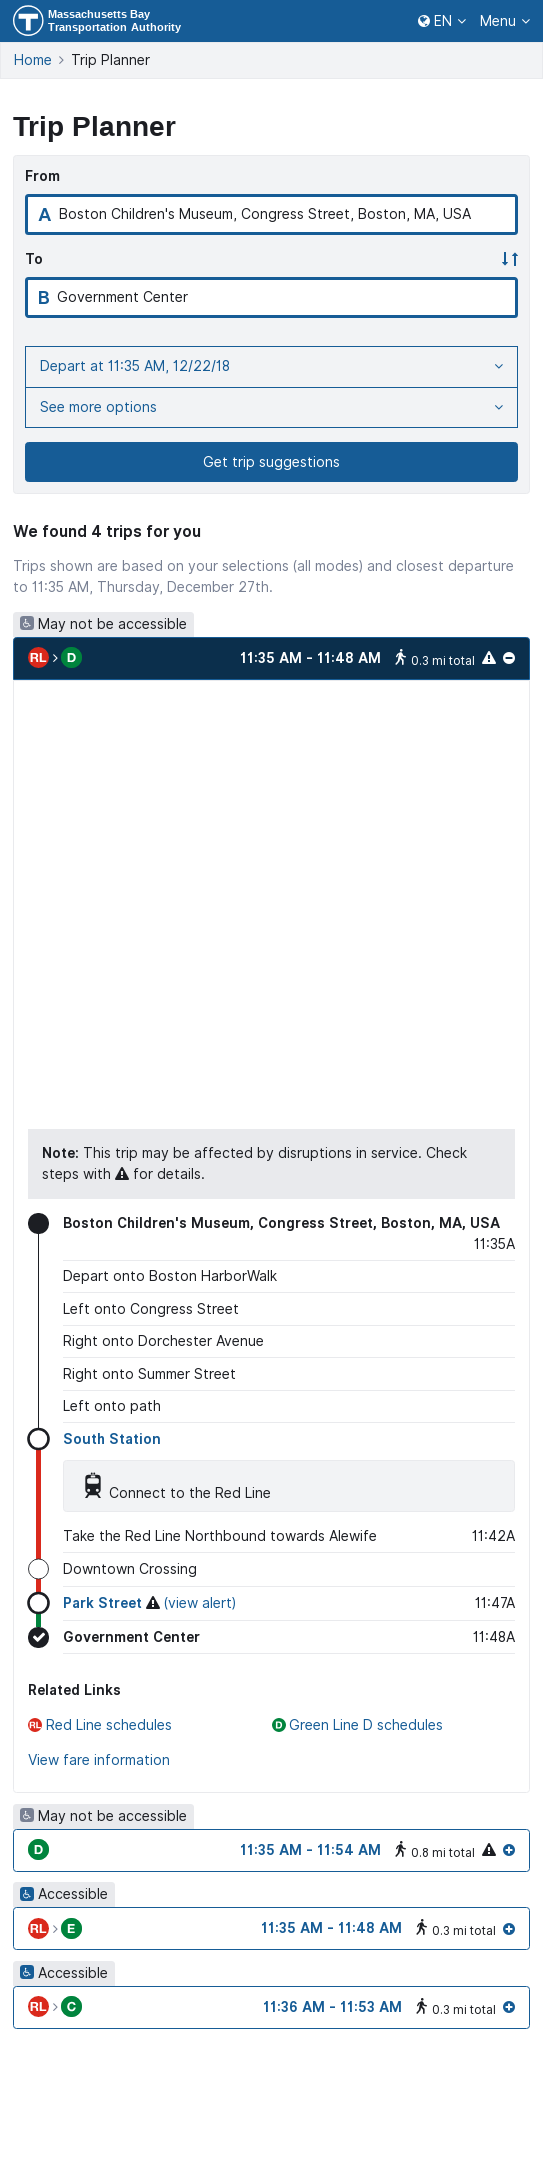 Massachusetts Bay
Transportation Authority
EN
Menu
Home
Trip Planner
Trip Planner
From
A Boston Children's Museum, Congress Street, Boston, MA, USA
To
B Government Center
Depart at 11:35 AM, 12/22/18
See more options
Get trip suggestions
We found 4 trips for you
Trips shown are based on your selections (all modes) and closest departure
to 11:35 AM, Thursday, December 27th.
May not be accessible
RL > D 11:35 AM - 11:48 AM 0.3 mi total
Note: This trip may be affected by disruptions in service. Check
steps with for details.
Boston Children's Museum, Congress Street, Boston, MA, USA
11:35A
Depart onto Boston HarborWalk
Left onto Congress Street
Right onto Dorchester Avenue
Right onto Summer Street
Left onto path
South Station
Connect to the Red Line
Take the Red Line Northbound towards Alewife 11:42A
Downtown Crossing
Park Street (view alert) 11:47A
Government Center 11:48A
Related Links
RL Red Line schedules D Green Line D schedules
View fare information
May not be accessible
D 11:35 AM - 11:54 AM 0.8 mi total
Accessible
RL > E 11:35 AM - 11:48 AM 0.3 mi total
Accessible
RL > C 11:36 AM - 11:53 AM 0.3 mi total